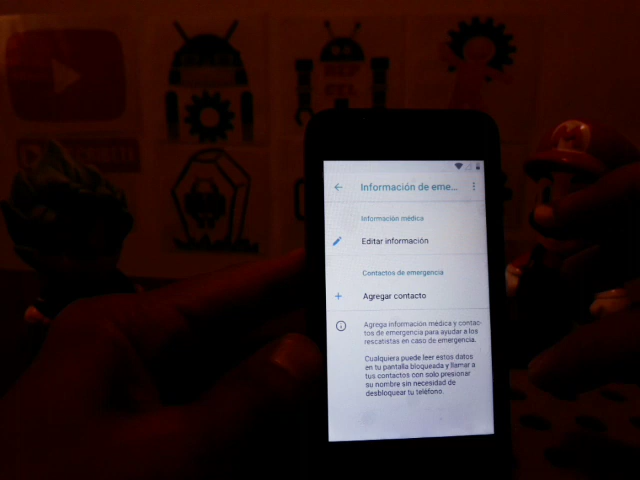 M
Información de eme...
Información médica
Editar información
Contactos de emergencia
Agregar contacto
Agrega información médica y contac-
tos de emergencia para ayudar a los
rescatistas en caso de emergencia.
Cualquiera puede leer estos datos
en tu pantalla bloqueada y llamar a
tus contactos con solo presionar
su nombre sin necesidad de
desbloquear tu teléfono.